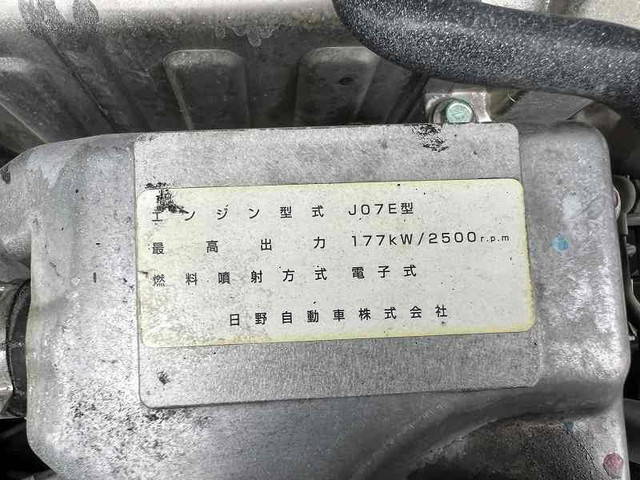 エンジン型式 J07E型
最高出力 177kW/2500r.p.m
燃料噴射方式 電子式
日野自動車株式会社